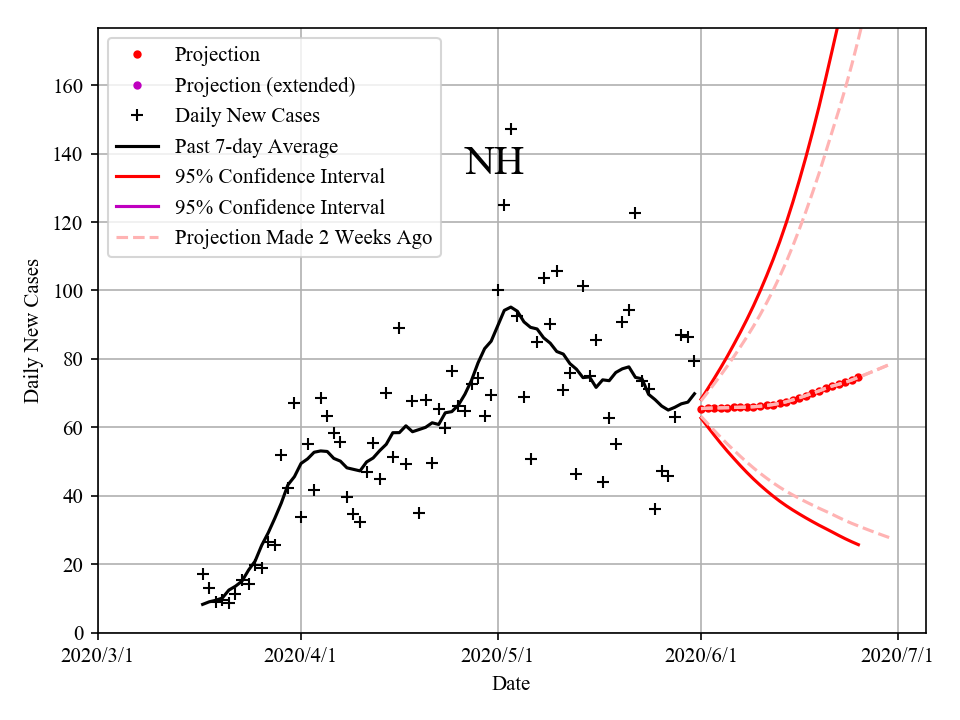 Projection
Projection (extended)
Daily New Cases
Past 7-day Average
95% Confidence Interval
95% Confidence Interval
Projection Made 2 Weeks Ago
NH
160
140
120
100
80
60
40
20
0
Daily New Cases
2020/3/1 2020/4/1 2020/5/1 2020/6/1 2020/7/1
Date